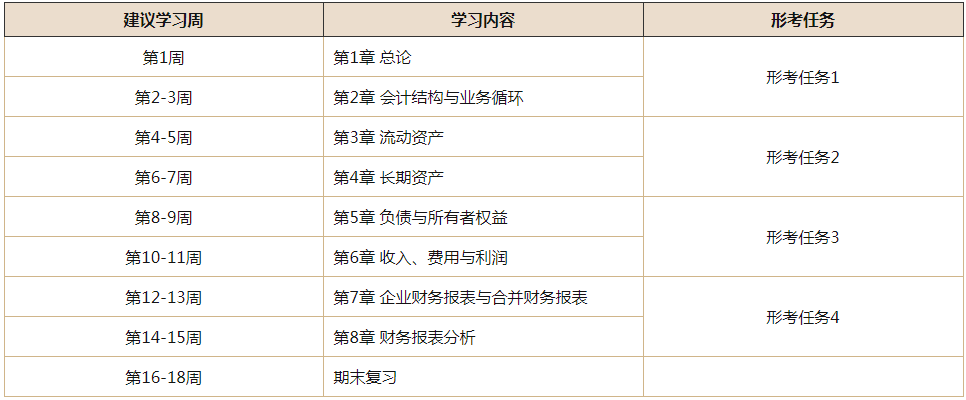 建议学习周 学习内容 形考任务
第1周 第1章 总论
形考任务1
第2-3周 第2章 会计结构与业务循环
第4-5周 第3章 流动资产
形考任务2
第6-7周 第4章 长期资产
第8-9周 第5章 负债与所有者权益
形考任务3
第10-11周 第6章 收入、费用与利润
第12-13周 第7章 企业财务报表与合并财务报表
形考任务4
第14-15周 第8章 财务报表分析
第16-18周 期末复习